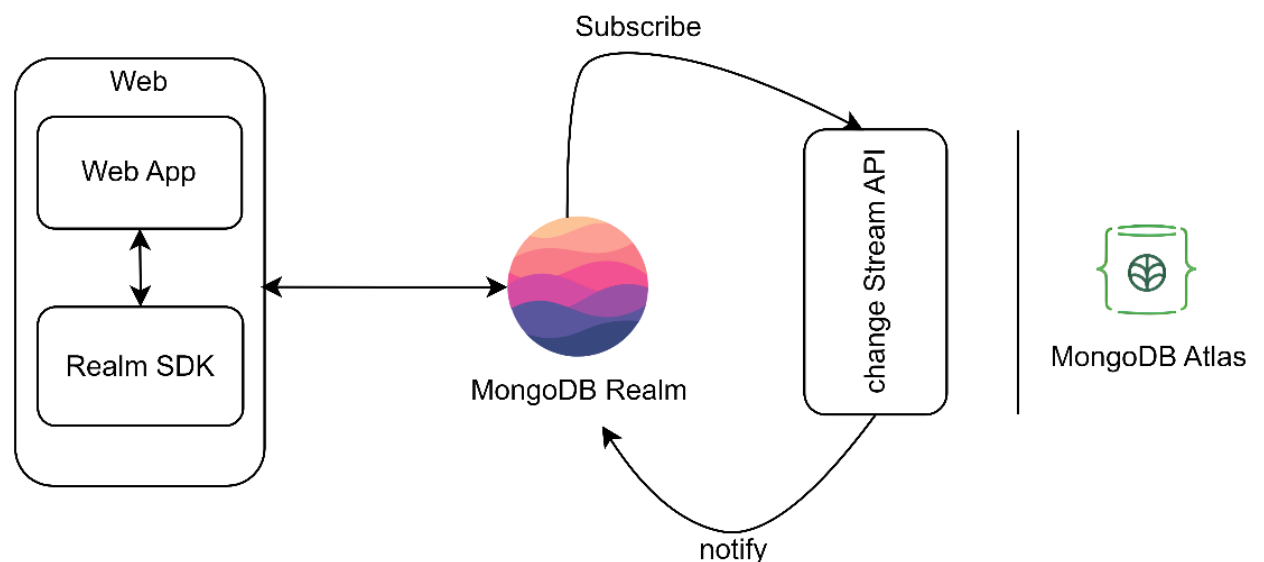 Subscribe
Web
Web App
Realm SDK
MongoDB Realm
change Stream API
MongoDB Atlas
notify